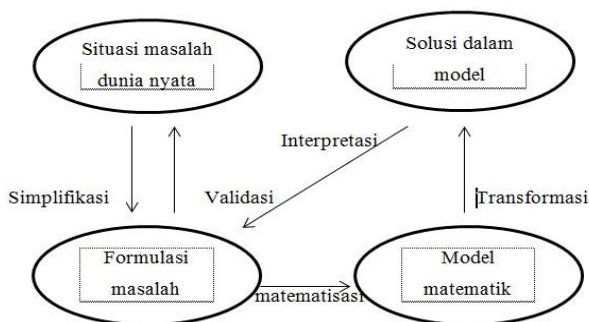 Situasi masalah
dunia nyata
Solusi dalam
model
Interpretasi
Simplifikasi
Validasi
Transformasi
Formulasi
masalah
matematisasi
Model
matematik